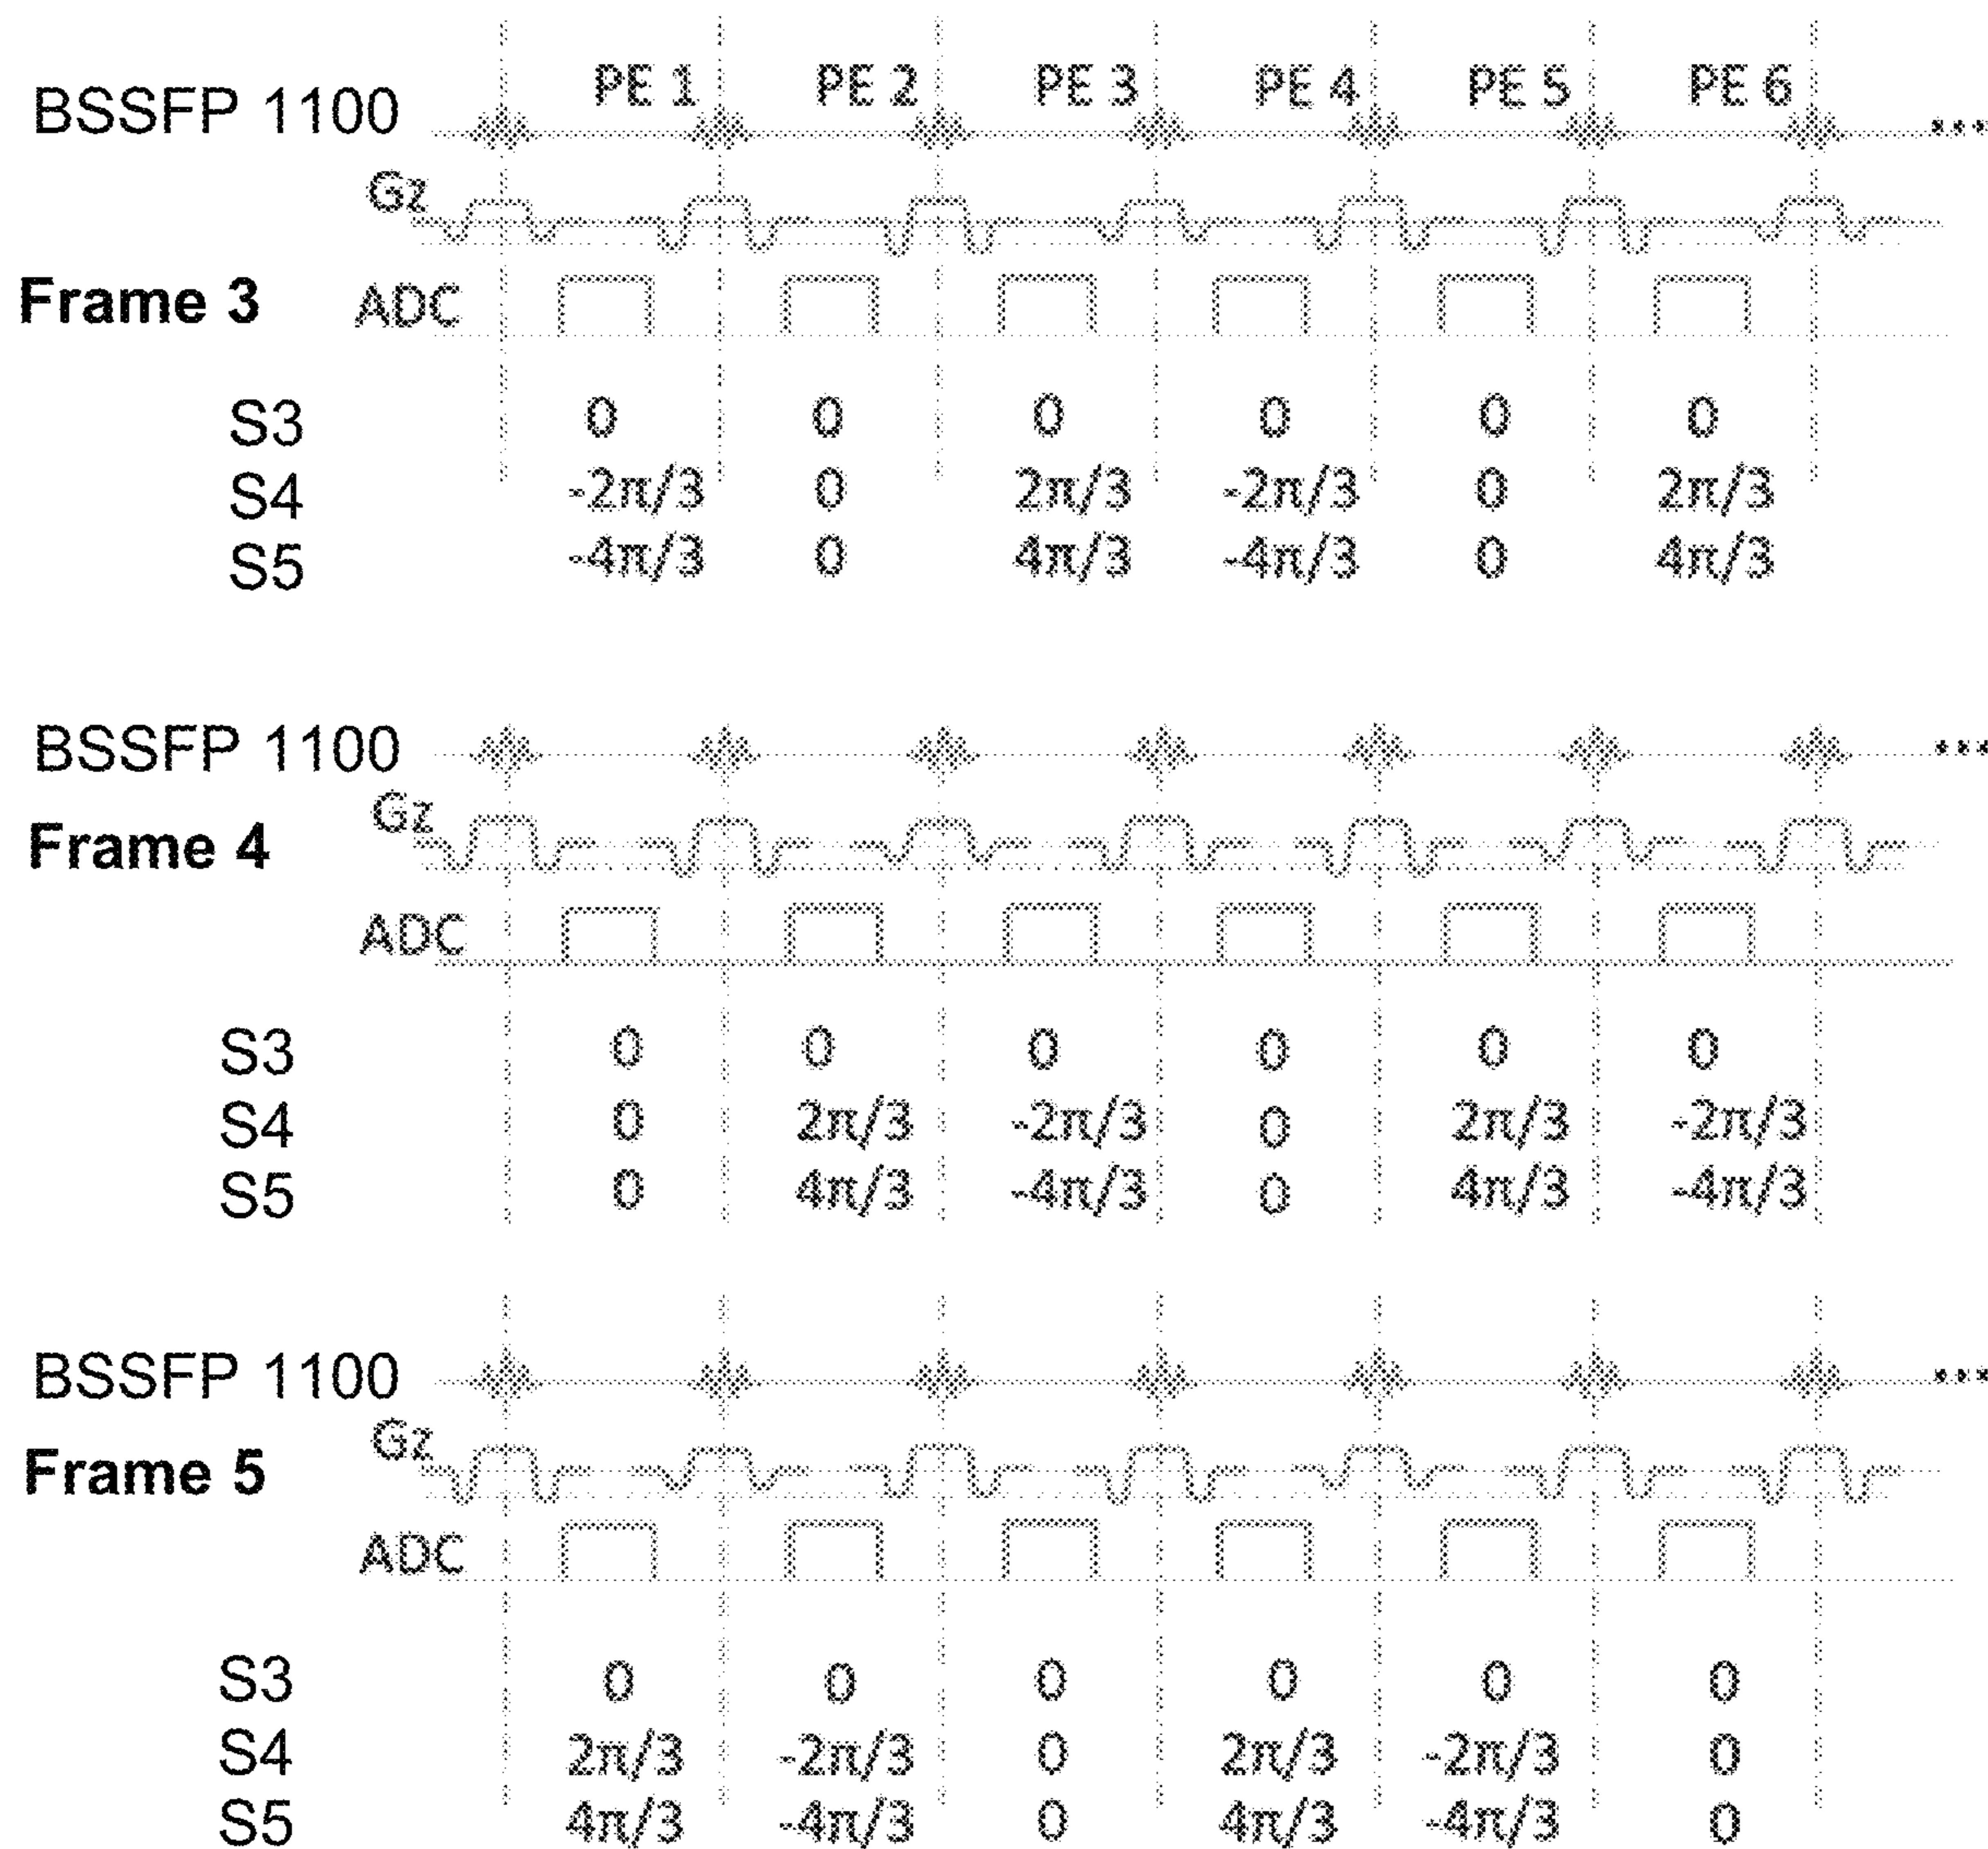 PE 1 PE 2 PE 3 PE 4 PE 5 PE 6
BSSFP 1100 ...
Gz
Frame 3 ADC
S3 0 0 0 0 0 0
S4 -2π/3 0 2π/3 -2π/3 0 2π/3
S5 -4π/3 0 4π/3 -4π/3 0 4π/3
BSSFP 1100 ...
Gz
Frame 4
ADC
S3 0 0 0 0 0 0
S4 0 2π/3 -2π/3 0 2π/3 -2π/3
S5 0 4π/3 -4π/3 0 4π/3 -4π/3
BSSFP 1100 ...
Gz
Frame 5
ADC
S3 0 0 0 0 0 0
S4 2π/3 -2π/3 0 2π/3 -2π/3 0
S5 4π/3 -4π/3 0 4π/3 -4π/3 0